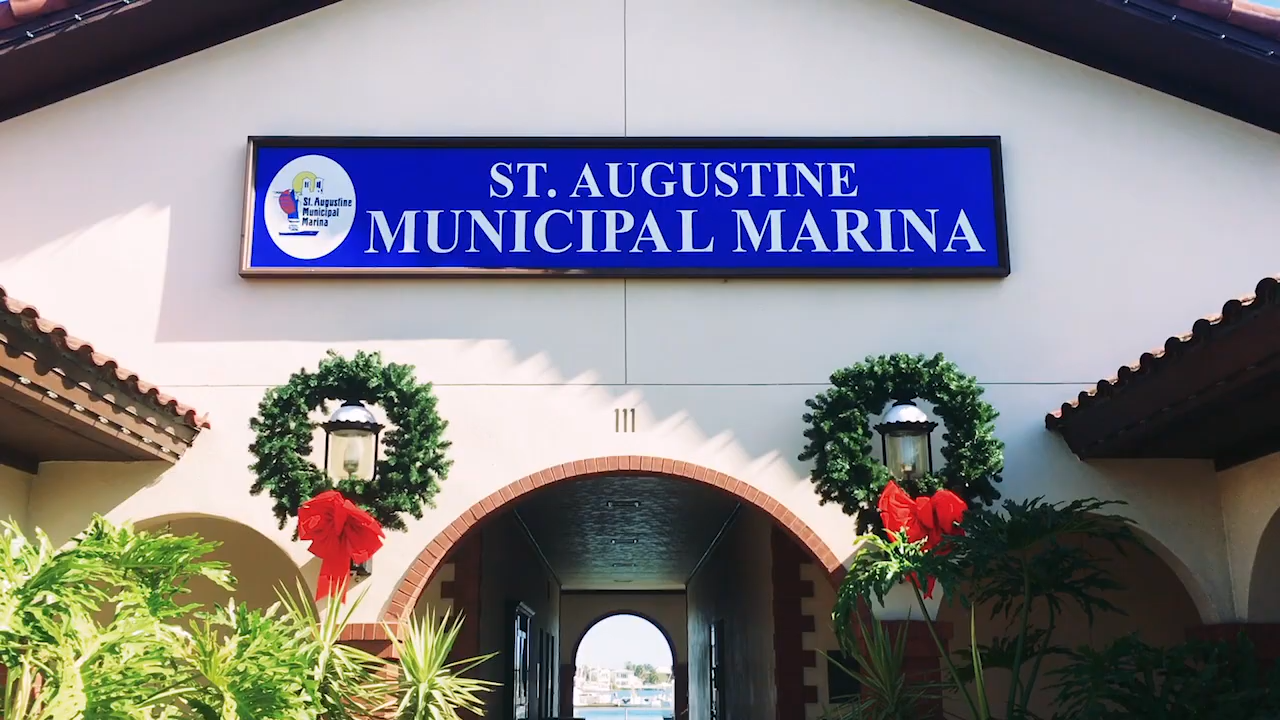 ST. AUGUSTINE
MUNICIPAL MARINA
St. Augustine
Municipal
Marina
111